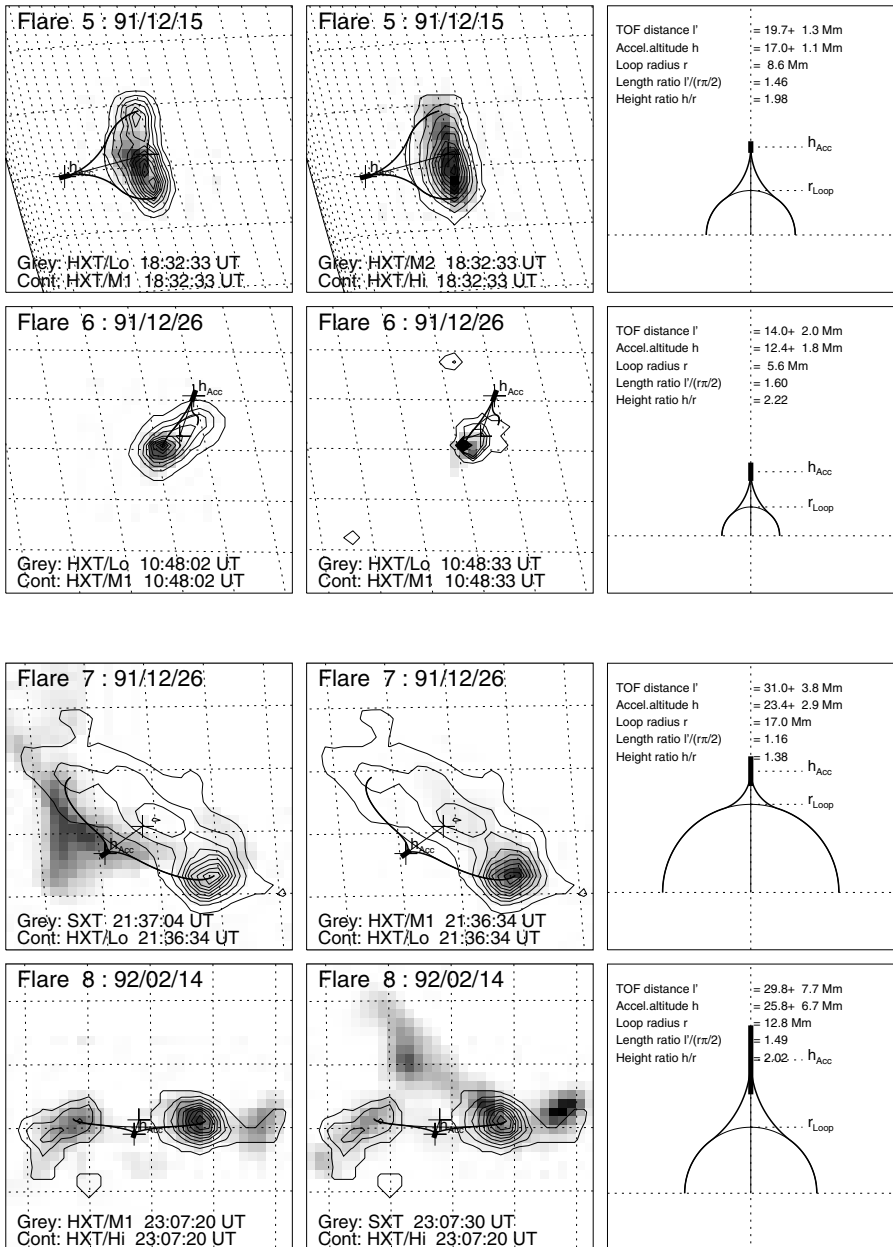 Flare 5 : 91/12/15
h_Acc
Grey: HXT/Lo 18:32:33 UT
Cont: HXT/M1 18:32:33 UT
Flare 5 : 91/12/15
h_Acc
Grey: HXT/M2 18:32:33 UT
Cont: HXT/Hi 18:32:33 UT
TOF distance l' = 19.7+ 1.3 Mm
Accel.altitude h = 17.0+ 1.1 Mm
Loop radius r = 8.6 Mm
Length ratio l'/(rπ/2) = 1.46
Height ratio h/r = 1.98
h_Acc
r_Loop
Flare 6 : 91/12/26
h_Acc
Grey: HXT/Lo 10:48:02 UT
Cont: HXT/M1 10:48:02 UT
Flare 6 : 91/12/26
h_Acc
Grey: HXT/Lo 10:48:33 UT
Cont: HXT/M1 10:48:33 UT
TOF distance l' = 14.0+ 2.0 Mm
Accel.altitude h = 12.4+ 1.8 Mm
Loop radius r = 5.6 Mm
Length ratio l'/(rπ/2) = 1.60
Height ratio h/r = 2.22
h_Acc
r_Loop
Flare 7 : 91/12/26
h_Acc
Grey: SXT 21:37:04 UT
Cont: HXT/Lo 21:36:34 UT
Flare 7 : 91/12/26
h_Acc
Grey: HXT/M1 21:36:34 UT
Cont: HXT/Lo 21:36:34 UT
TOF distance l' = 31.0+ 3.8 Mm
Accel.altitude h = 23.4+ 2.9 Mm
Loop radius r = 17.0 Mm
Length ratio l'/(rπ/2) = 1.16
Height ratio h/r = 1.38
h_Acc
r_Loop
Flare 8 : 92/02/14
h_Acc
Grey: HXT/M1 23:07:20 UT
Cont: HXT/Hi 23:07:20 UT
Flare 8 : 92/02/14
h_Acc
Grey: SXT 23:07:30 UT
Cont: HXT/Hi 23:07:20 UT
TOF distance l' = 29.8+ 7.7 Mm
Accel.altitude h = 25.8+ 6.7 Mm
Loop radius r = 12.8 Mm
Length ratio l'/(rπ/2) = 1.49
Height ratio h/r = 2.02
h_Acc
r_Loop